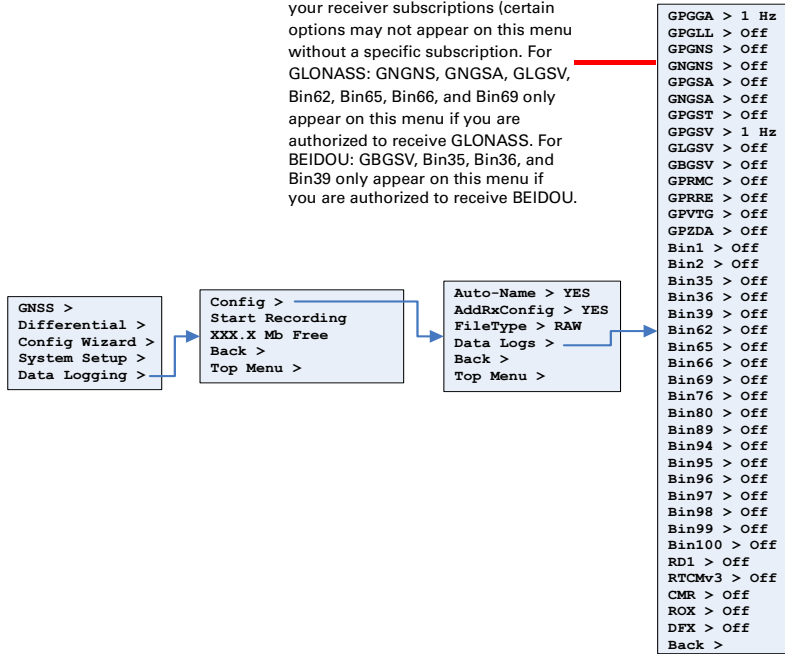 your receiver subscriptions (certain
options may not appear on this menu
without a specific subscription. For
GLONASS: GNGNS, GNGSA, GLGSV,
Bin62, Bin65, Bin66, and Bin69 only
appear on this menu if you are
authorized to receive GLONASS. For
BEIDOU: GBGSV, Bin35, Bin36, and
Bin39 only appear on this menu if
you are authorized to receive BEIDOU.
GNSS >
Differential >
Config Wizard >
System Setup >
Data Logging >
Config >
Start Recording
XXX.X Mb Free
Back >
Top Menu >
Auto-Name > YES
AddRxConfig > YES
FileType > RAW
Data Logs >
Back >
Top Menu >
GPGGA > 1 Hz
GPGLL > Off
GPGNS > Off
GNGNS > Off
GPGSA > Off
GNGSA > Off
GPGST > Off
GPGSV > 1 Hz
GLGSV > Off
GBGSV > Off
GPRMC > Off
GPRRE > Off
GPVTG > Off
GPZDA > Off
Bin1 > Off
Bin2 > Off
Bin35 > Off
Bin36 > Off
Bin39 > Off
Bin62 > Off
Bin65 > Off
Bin66 > Off
Bin69 > Off
Bin76 > Off
Bin80 > Off
Bin89 > Off
Bin94 > Off
Bin95 > Off
Bin96 > Off
Bin97 > Off
Bin98 > Off
Bin99 > Off
Bin100 > Off
RD1 > Off
RTCMv3 > Off
CMR > Off
ROX > Off
DFX > Off
Back >